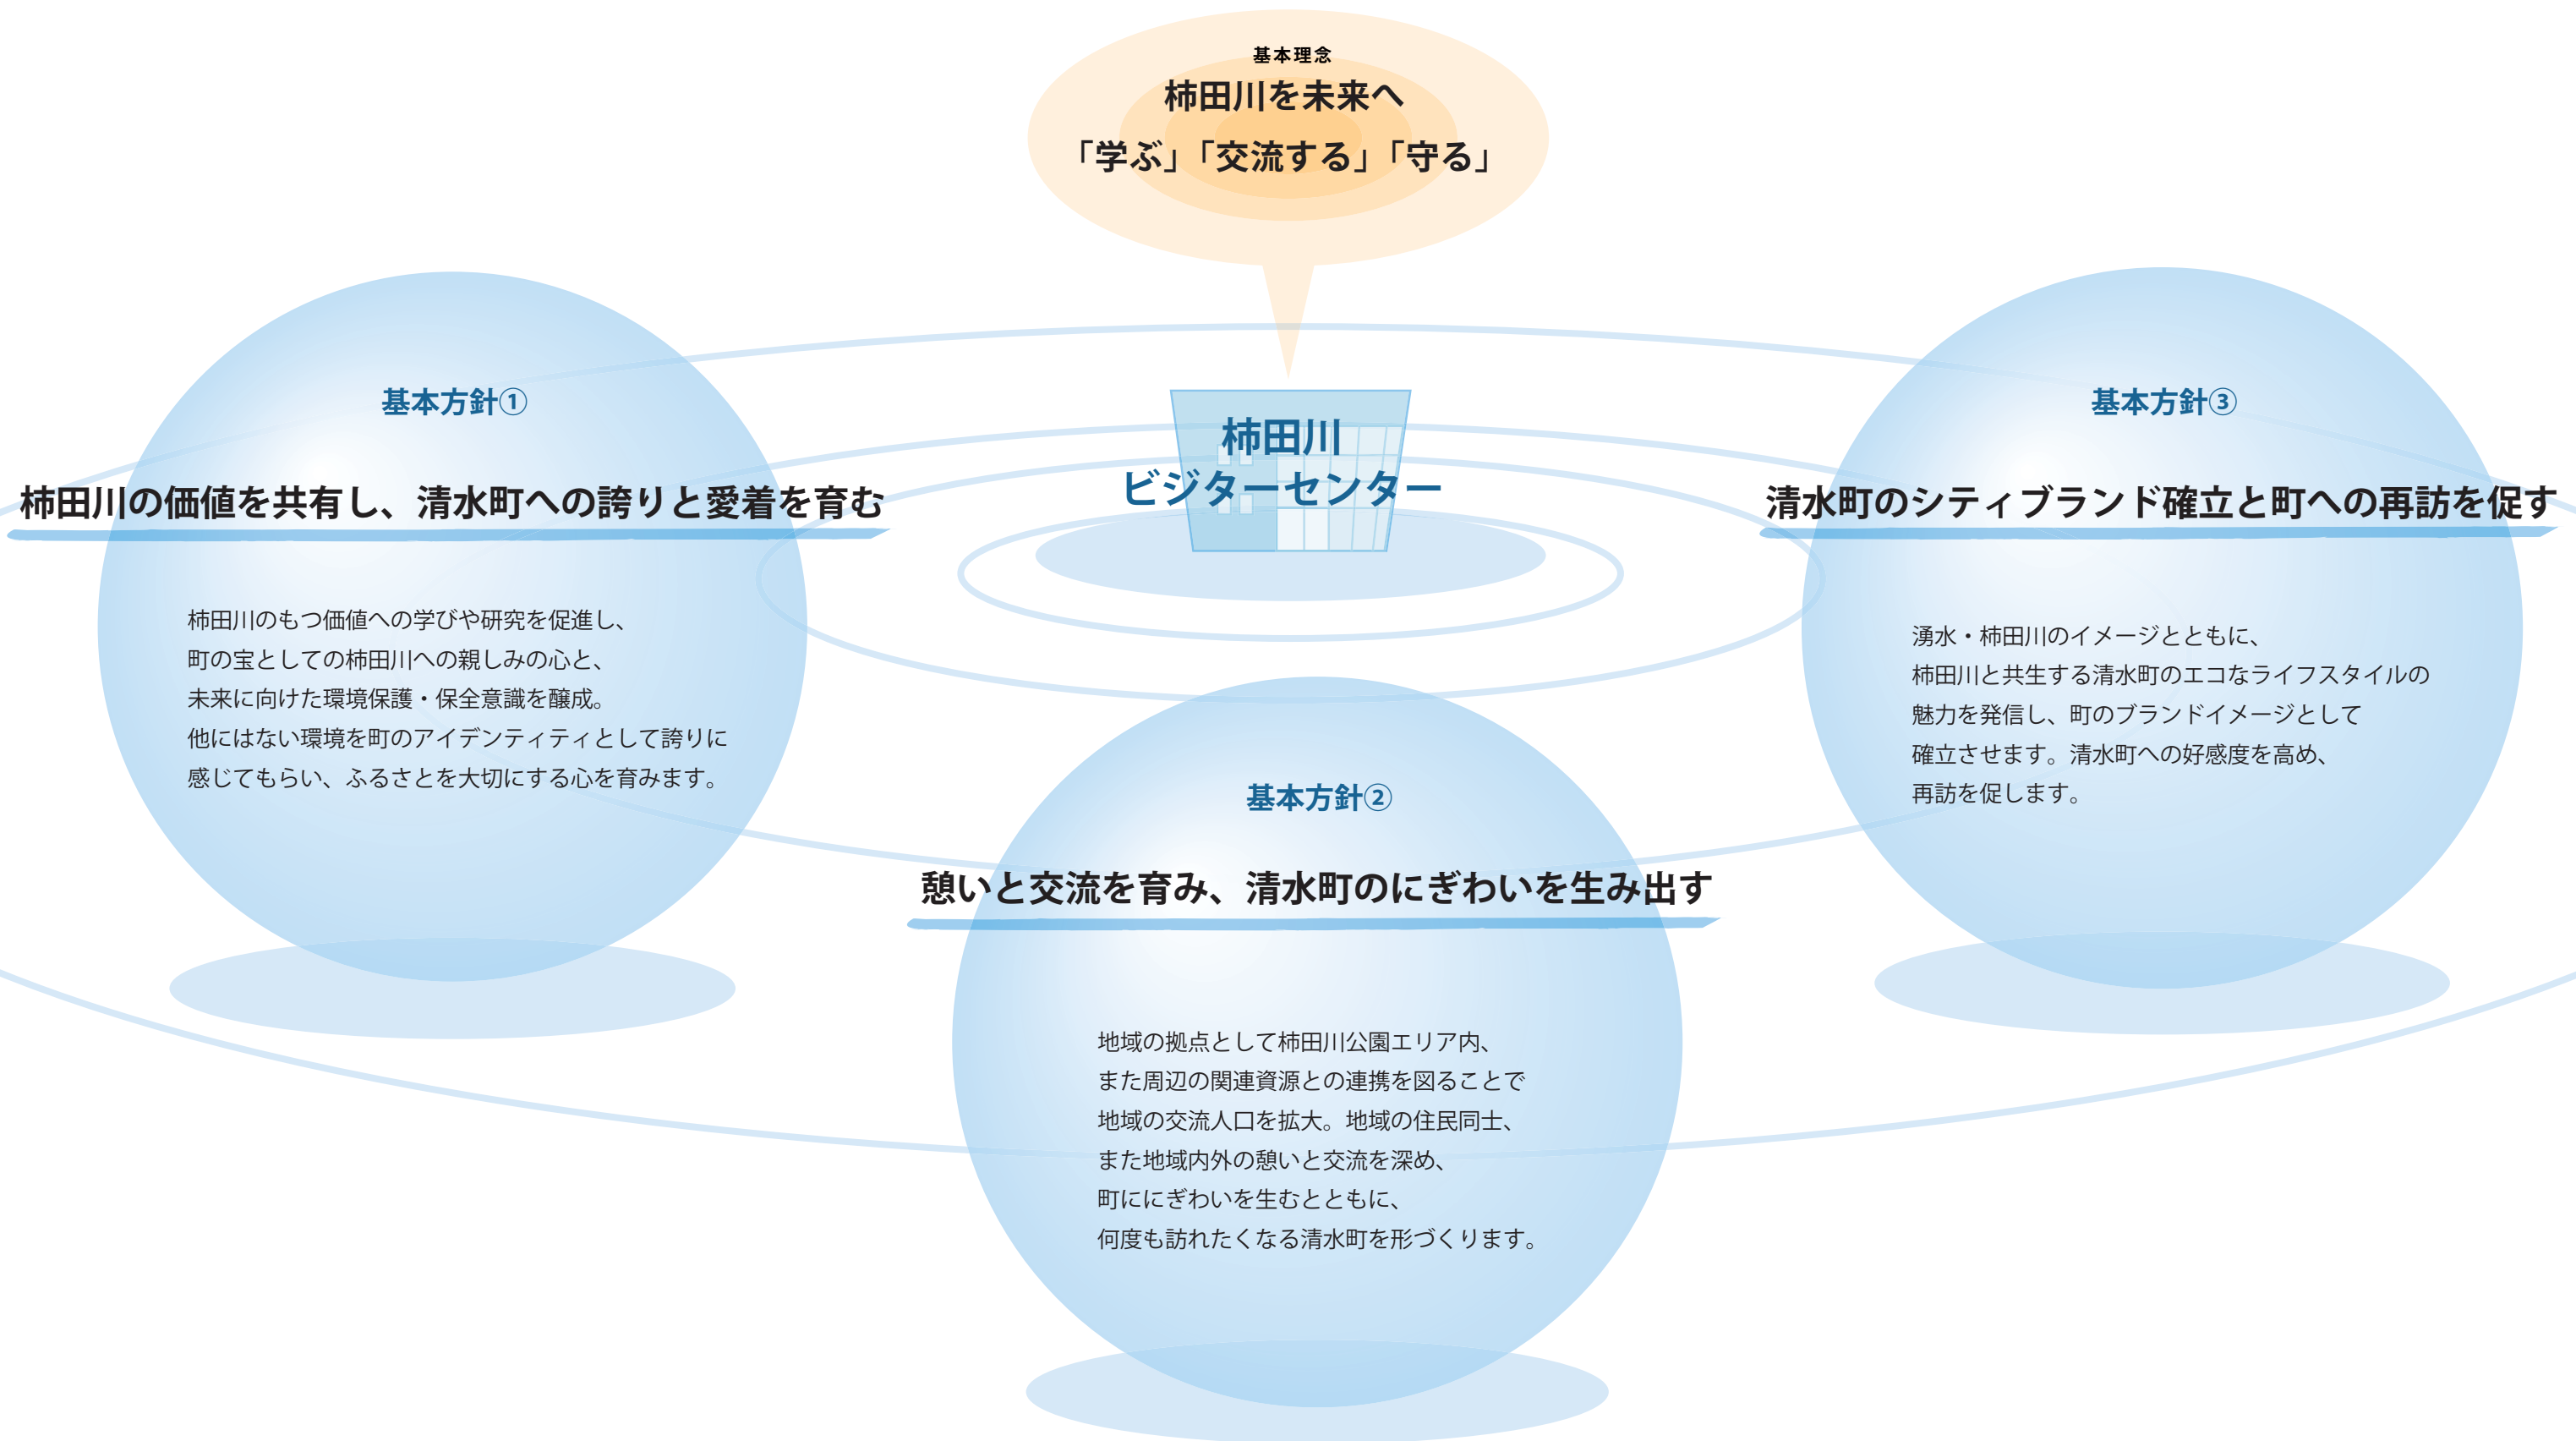 基本理念
柿田川を未来へ
「学ぶ」「交流する」「守る」
柿田川
ビジターセンター
基本方針①
柿田川の価値を共有し、清水町への誇りと愛着を育む
柿田川のもつ価値への学びや研究を促進し、
町の宝としての柿田川への親しみの心と、
未来に向けた環境保護・保全意識を醸成。
他にはない環境を町のアイデンティティとして誇りに
感じてもらい、ふるさとを大切にする心を育みます。
基本方針②
憩いと交流を育み、清水町のにぎわいを生み出す
地域の拠点として柿田川公園エリア内、
また周辺の関連資源との連携を図ることで
地域の交流人口を拡大。地域の住民同士、
また地域内外の憩いと交流を深め、
町ににぎわいを生むとともに、
何度も訪れたくなる清水町を形づくります。
基本方針③
清水町のシティブランド確立と町への再訪を促す
湧水・柿田川のイメージとともに、
柿田川と共生する清水町のエコなライフスタイルの
魅力を発信し、町のブランドイメージとして
確立させます。清水町への好感度を高め、
再訪を促します。